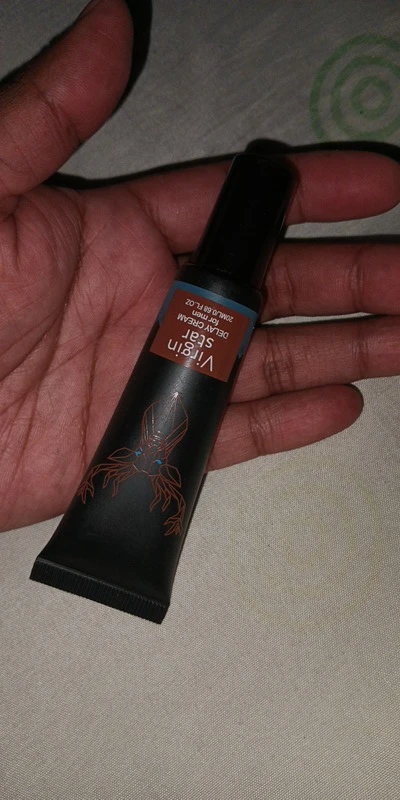 Virgin
star
DELAY CREAM
for men
20ML/0.68 FL.OZ